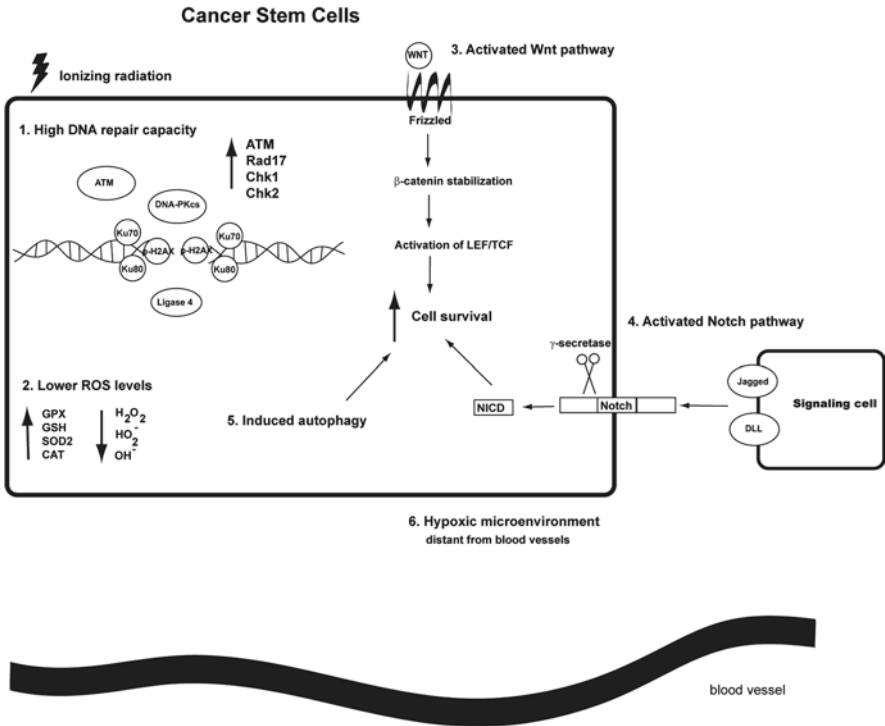 Cancer Stem Cells
Ionizing radiation
WNT
3. Activated Wnt pathway
Frizzled
1. High DNA repair capacity
ATM
Rad17
Chk1
Chk2
ATM
DNA-PKcs
Ku70
p-H2AX
p-H2AX
Ku70
Ku80
Ku80
Ligase 4
β-catenin stabilization
Activation of LEF/TCF
Cell survival
2. Lower ROS levels
GPX
GSH
SOD2
CAT
H2O2
HO2-
OH-
5. Induced autophagy
4. Activated Notch pathway
γ-secretase
NICD
Notch
Jagged
DLL
Signaling cell
6. Hypoxic microenvironment
distant from blood vessels
blood vessel